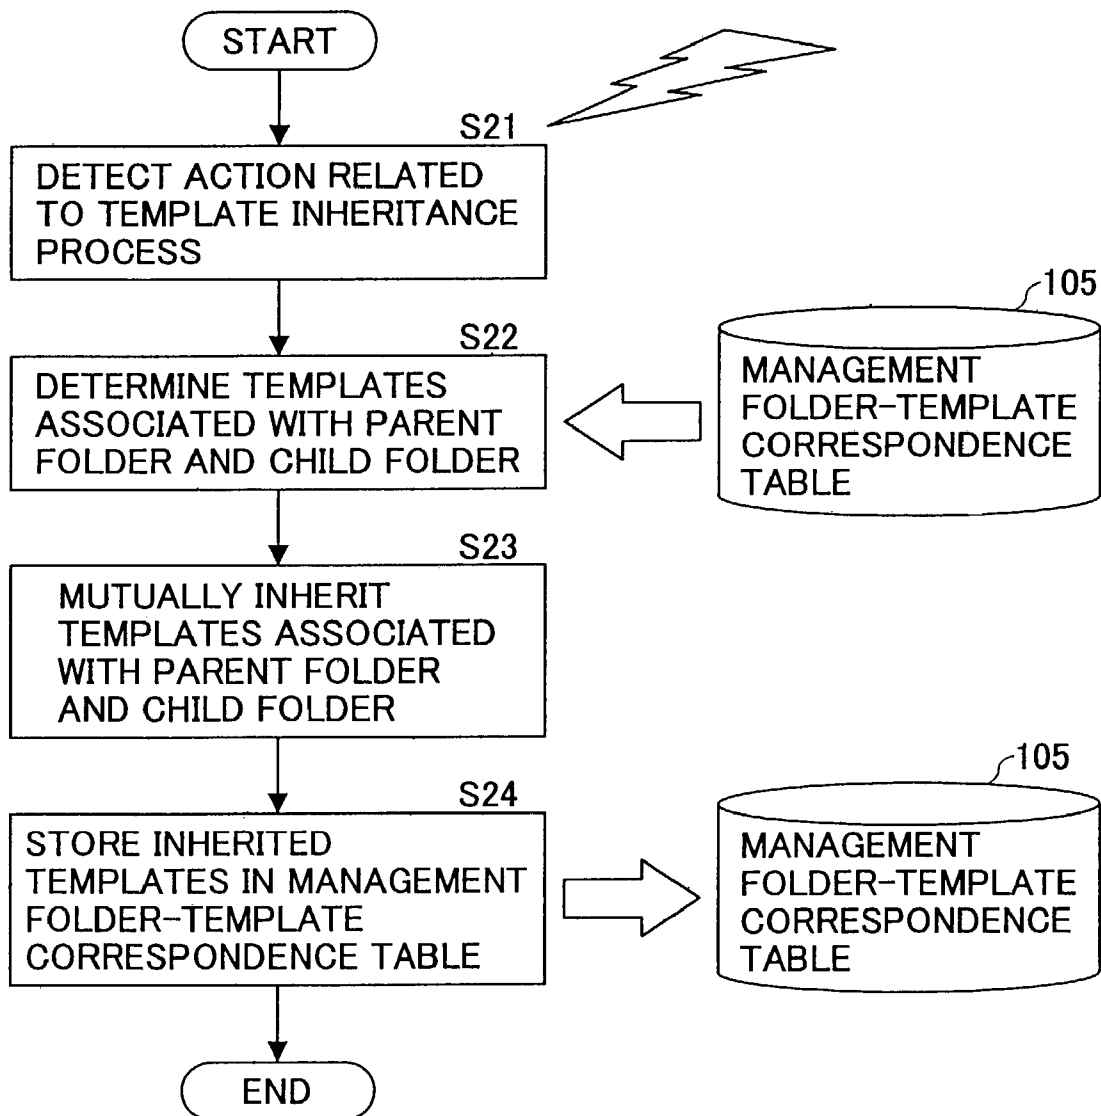 START
S21
DETECT ACTION RELATED
TO TEMPLATE INHERITANCE
PROCESS
S22
DETERMINE TEMPLATES
ASSOCIATED WITH PARENT
FOLDER AND CHILD FOLDER
105
MANAGEMENT
FOLDER-TEMPLATE
CORRESPONDENCE
TABLE
S23
MUTUALLY INHERIT
TEMPLATES ASSOCIATED
WITH PARENT FOLDER
AND CHILD FOLDER
S24
STORE INHERITED
TEMPLATES IN MANAGEMENT
FOLDER-TEMPLATE
CORRESPONDENCE TABLE
105
MANAGEMENT
FOLDER-TEMPLATE
CORRESPONDENCE
TABLE
END